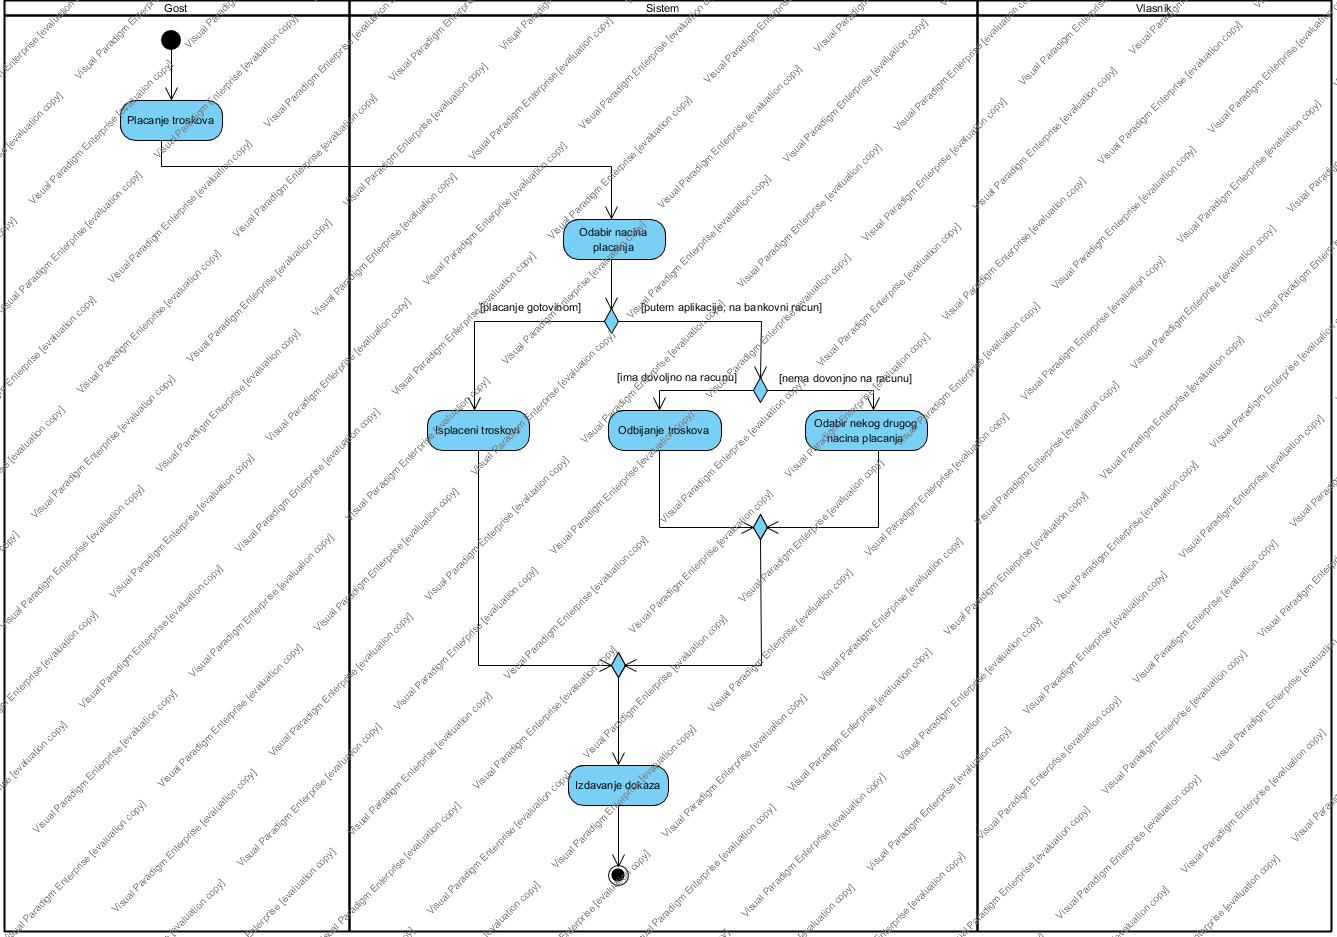 Gost
Sistem
Vlasnik
Placanje troskova
Odabir nacina
placanja
[placanje gotovinom]
[putem aplikacije, na bankovni racun]
[ima dovoljno na racunu]
[nema dovonjno na racunu]
Isplaceni troskovi
Odbijanje troskova
Odabir nekog drugog
nacina placanja
Izdavanje dokaza
Visual Paradigm Enterprise [evaluation copy]